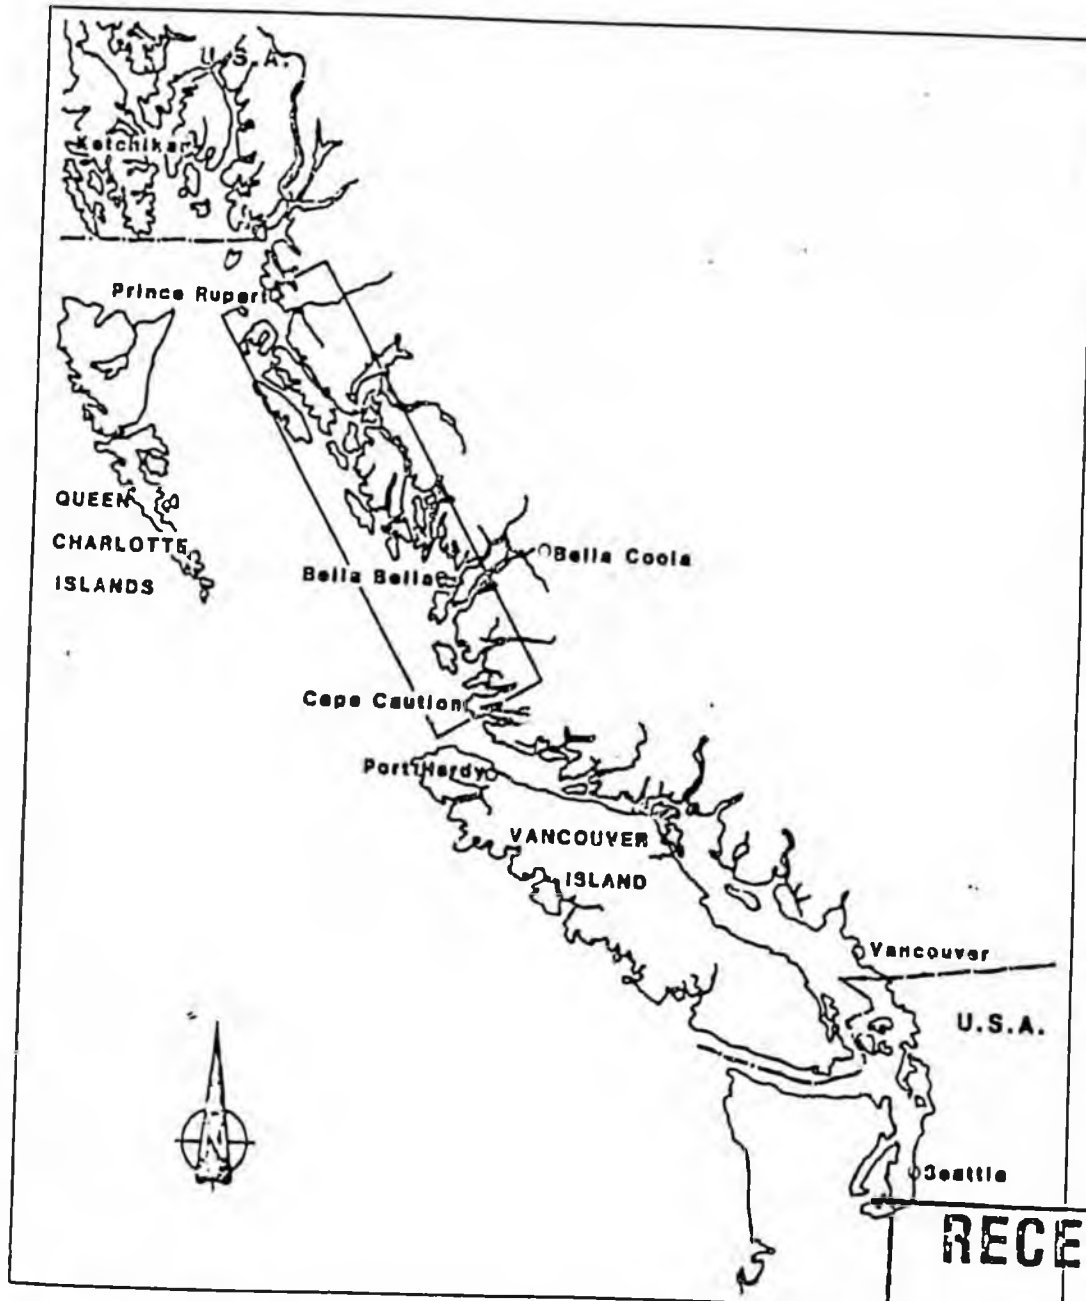 U.S.A.
Ketchikan
Prince Rupert
QUEEN
CHARLOTTE
ISLANDS
Bella Coola
Bella Bella
Cape Caution
Port Hardy
VANCOUVER
ISLAND
Vancouver
U.S.A.
N
Seattle
RECE